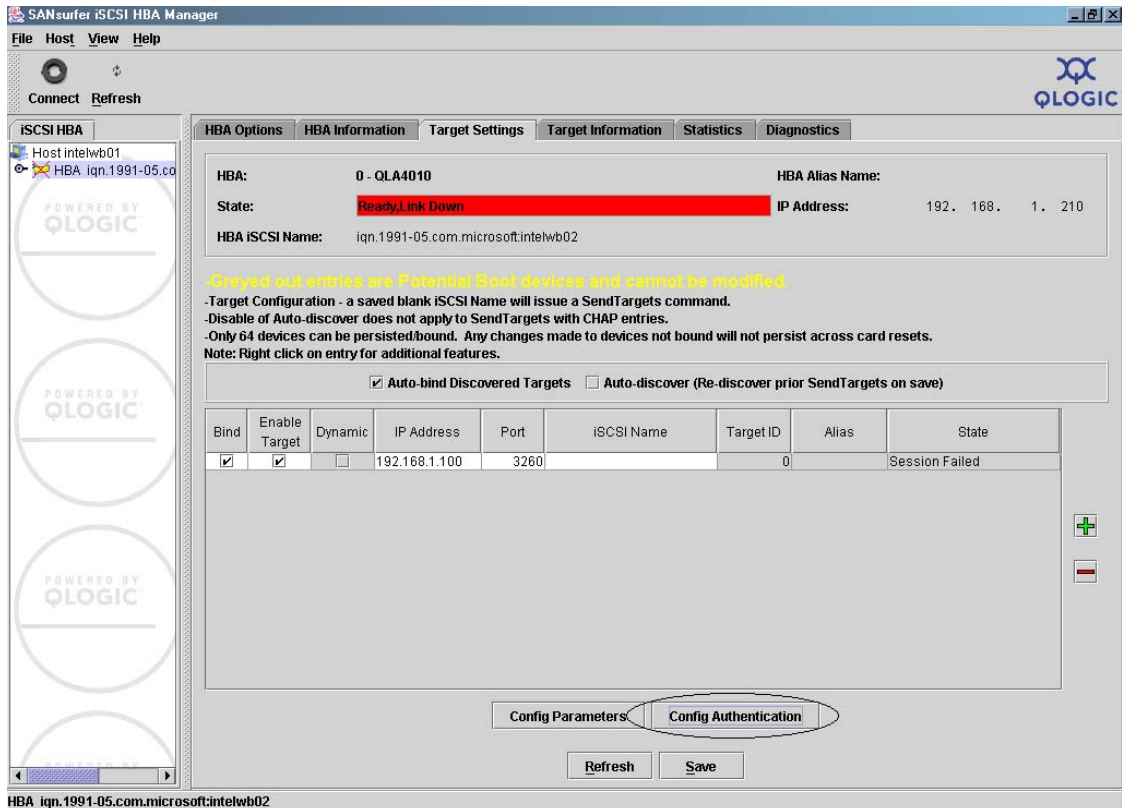 SANsurfer iSCSI HBA Manager
File Host View Help
Connect Refresh
QLOGIC
iSCSI HBA
Host intelwb01
HBA iqn.1991-05.co
POWERED BY
QLOGIC
POWERED BY
QLOGIC
POWERED BY
QLOGIC
POWERED BY
HBA Options HBA Information Target Settings Target Information Statistics Diagnostics
HBA: 0 - QLA4010 HBA Alias Name:
State: Ready,Link Down IP Address: 192. 168. 1. 210
HBA iSCSI Name: iqn.1991-05.com.microsoft:intelwb02
-Greyed out entries are Potential Boot devices and cannot be modified.
-Target Configuration - a saved blank iSCSI Name will issue a SendTargets command.
-Disable of Auto-discover does not apply to SendTargets with CHAP entries.
-Only 64 devices can be persisted/bound. Any changes made to devices not bound will not persist across card resets.
Note: Right click on entry for additional features.
Auto-bind Discovered Targets Auto-discover (Re-discover prior SendTargets on save)
Bind Enable Target Dynamic IP Address Port iSCSI Name Target ID Alias State
192.168.1.100 3260 0 Session Failed
Config Parameters Config Authentication
Refresh Save
HBA iqn.1991-05.com.microsoft:intelwb02